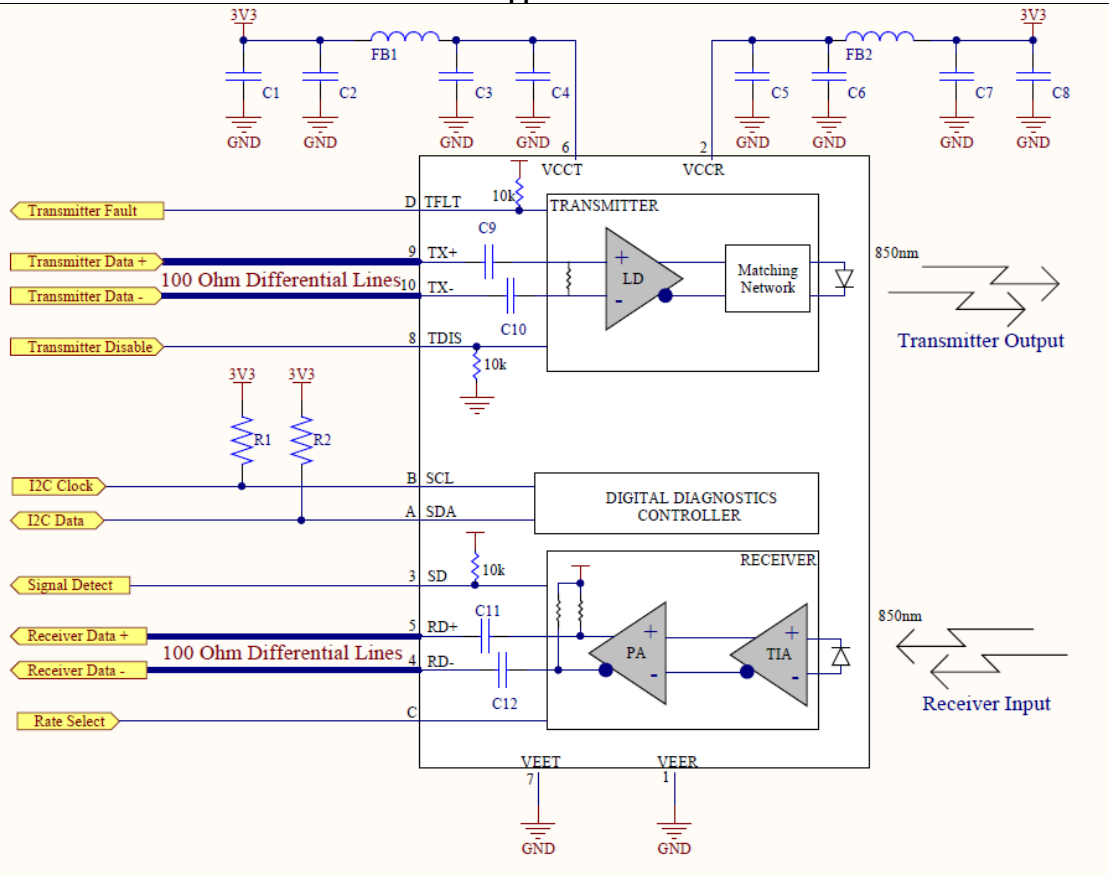 3V3
3V3
FB1
FB2
C1
C2
C3
C4
C5
C6
C7
C8
GND
GND
GND
GND
GND
GND
GND
GND
6
2
VCCT
VCCR
10k
D
TFLT
TRANSMITTER
Transmitter Fault
C9
9
TX+
Transmitter Data +
+
LD
-
Matching
Network
850nm
100 Ohm Differential Lines
10
TX-
Transmitter Data -
C10
Transmitter Output
8
TDIS
Transmitter Disable
10k
3V3
3V3
R1
R2
B
SCL
I2C Clock
DIGITAL DIAGNOSTICS
CONTROLLER
A
SDA
I2C Data
RECEIVER
10k
3
SD
Signal Detect
C11
850nm
5
RD+
Receiver Data +
+
PA
-
+
TIA
-
100 Ohm Differential Lines
4
RD-
Receiver Data -
C12
Receiver Input
C
Rate Select
VEET
VEER
7
1
GND
GND